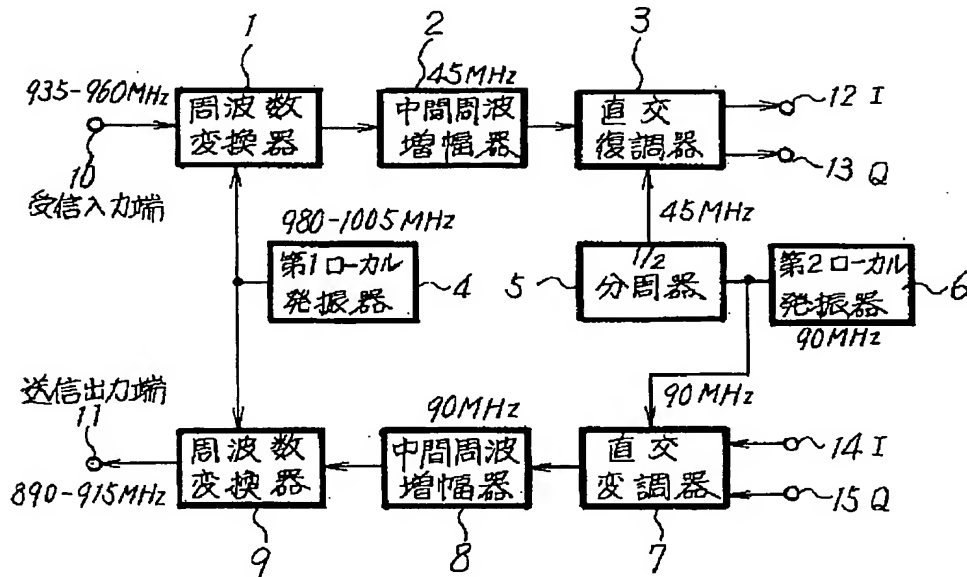 1
2
3
935-960MHz
45MHz
周波数
変換器
中間周波
増幅器
直交
復調器
12 I
13 Q
10
受信入力端
980-1005MHz
45MHz
第1ローカル
発振器
4
5
1/2
分周器
第2ローカル
発振器
6
90MHz
送信出力端
11
90MHz
90MHz
周波数
変換器
中間周波
増幅器
直交
変調器
14 I
15 Q
890-915MHz
9
8
7